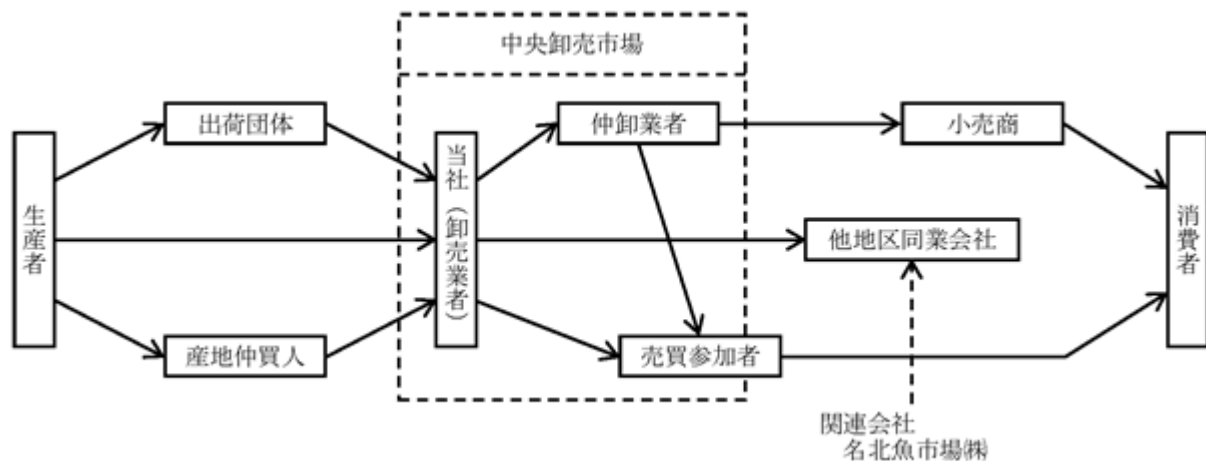 中央卸売市場
出荷団体
仲卸業者
小売商
生産者
当社（卸売業者）
他地区同業会社
消費者
産地仲買人
売買参加者
関連会社
名北魚市場㈱